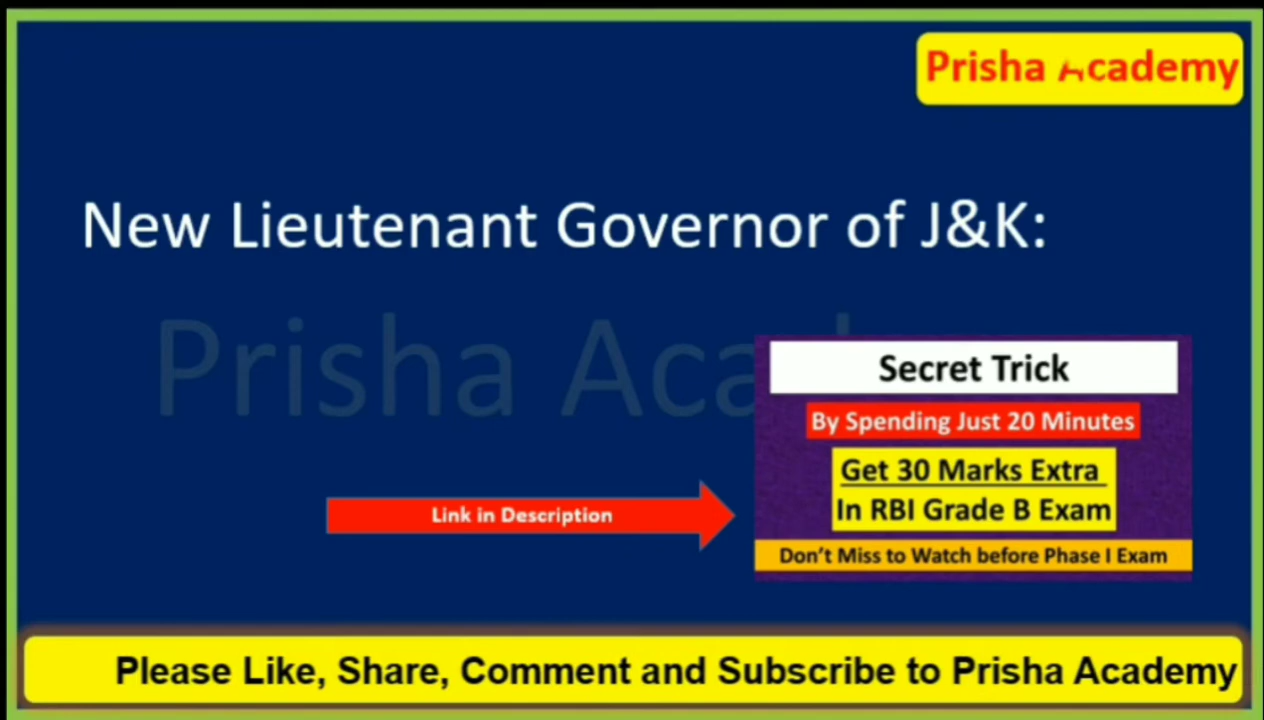 Prisha Academy
New Lieutenant Governor of J&K:
Prisha Acad
Secret Trick
By Spending Just 20 Minutes
Get 30 Marks Extra
In RBI Grade B Exam
Link in Description
Don't Miss to Watch before Phase I Exam
Please Like, Share, Comment and Subscribe to Prisha Academy